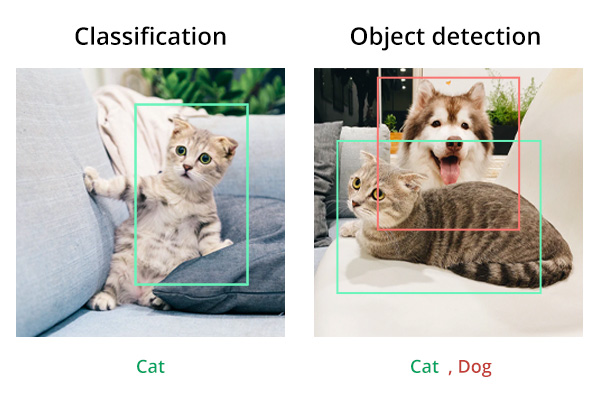 Classification
Object detection
Cat
Cat , Dog